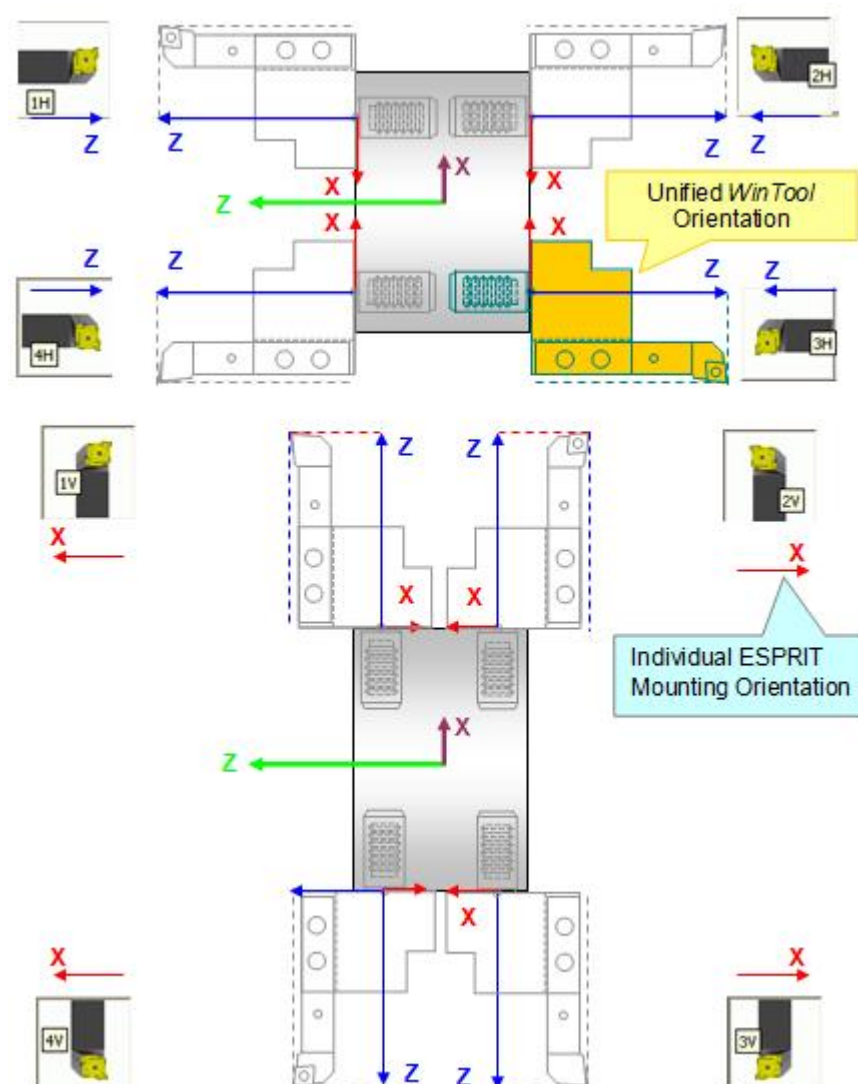 1H
2H
Z
Z
Z
Z
X
X
X
Z
X
X
Unified WinTool
Orientation
Z
Z
Z
Z
4H
3H
1V
Z
Z
2V
X
X
X
X
Individual ESPRIT
Mounting Orientation
X
Z
X
X
X
4V
3V
Z
Z